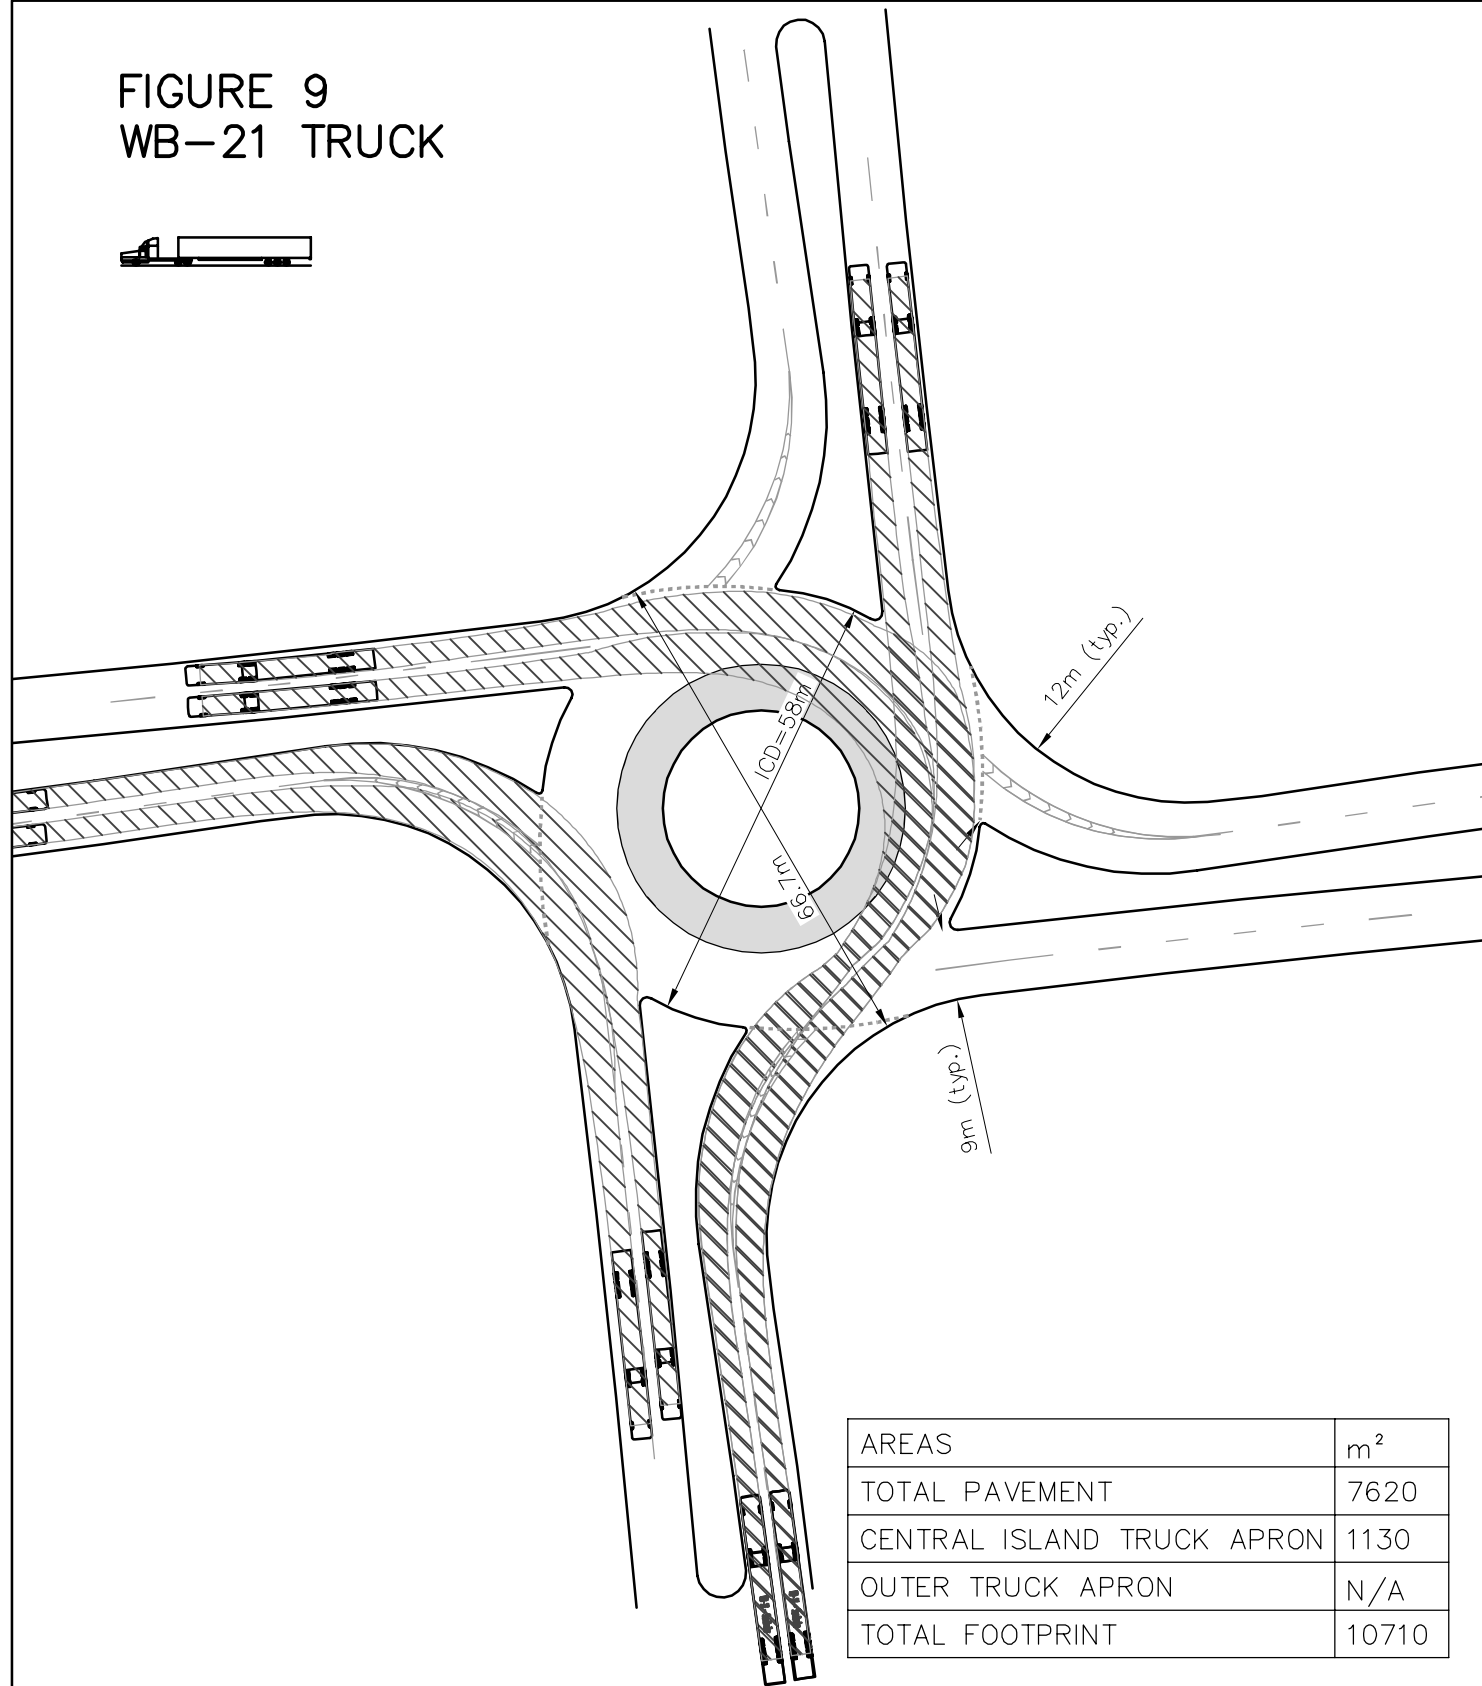 FIGURE 9
WB-21 TRUCK
12m (typ.)
ICD=58m
66.7m
9m (typ.)
AREAS m²
TOTAL PAVEMENT 7620
CENTRAL ISLAND TRUCK APRON 1130
OUTER TRUCK APRON N/A
TOTAL FOOTPRINT 10710